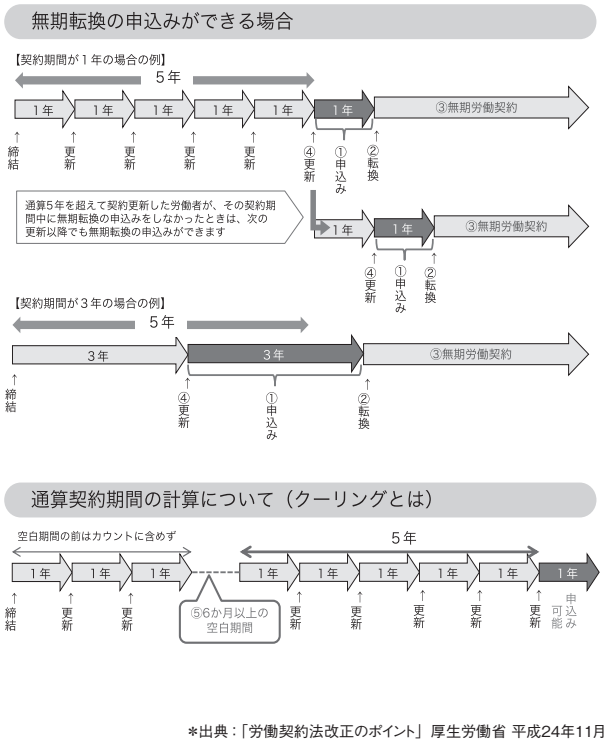 無期転換の申込みができる場合
【契約期間が１年の場合の例】
5年
1年 1年 1年 1年 1年 1年 ③無期労働契約
↑締結 ↑更新 ↑更新 ↑更新 ↑更新 ↑④更新 ①申込み ↑②転換
通算5年を超えて契約更新した労働者が、その契約期
間中に無期転換の申込みをしなかったときは、次の
更新以降でも無期転換の申込みができます
1年 1年 ③無期労働契約
↑④更新 ①申込み ↑②転換
【契約期間が３年の場合の例】
5年
3年 3年 ③無期労働契約
↑締結 ↑④更新 ①申込み ↑②転換
通算契約期間の計算について（クーリングとは）
空白期間の前はカウントに含めず
5年
1年 1年 1年 1年 1年 1年 1年 1年 1年
↑締結 ↑更新 ↑更新 ↑更新 ↑更新 ↑更新 ↑更新 ↑更新 申込み可能
⑤6か月以上の
空白期間
＊出典：「労働契約法改正のポイント」厚生労働省 平成24年11月